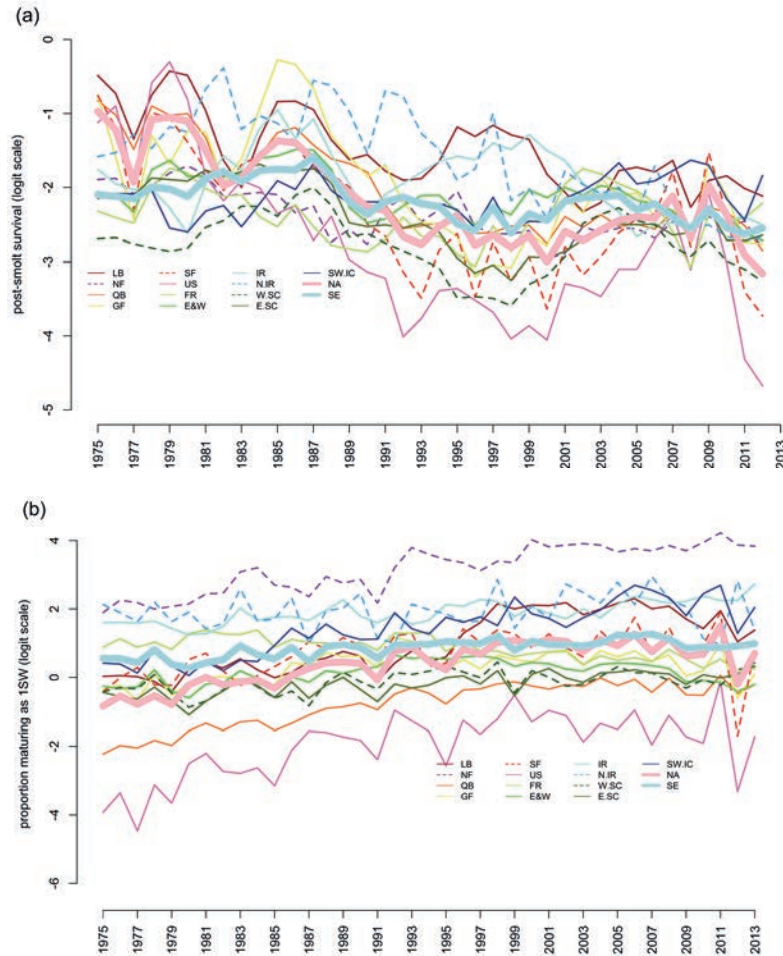 (a)
post-smolt survival (logit scale)
0
-1
-2
-3
-4
-5
LB SF IR SW.IC
NF US N.IR NA
QB FR W.SC SE
GF E&W E.SC
1975 1977 1979 1981 1983 1985 1987 1989 1991 1993 1995 1997 1999 2001 2003 2005 2007 2009 2011 2013
(b)
proportion maturing as 1SW (logit scale)
4
2
0
-2
-4
-6
LB SF IR SW.IC
NF US N.IR NA
QB FR W.SC SE
GF E&W E.SC
1975 1977 1979 1981 1983 1985 1987 1989 1991 1993 1995 1997 1999 2001 2003 2005 2007 2009 2011 2013